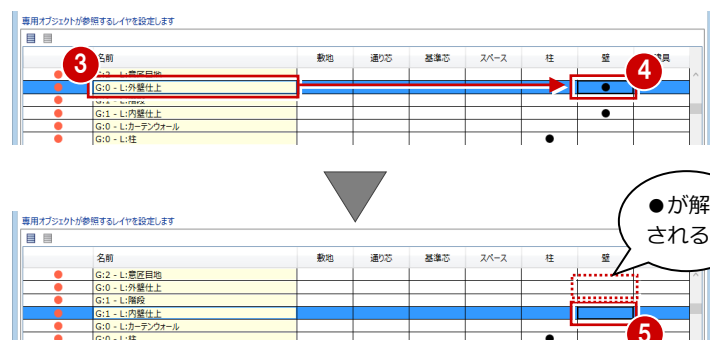 専用オブジェクトが参照するレイヤを設定します
名前 敷地 通り芯 基準芯 スペース 柱 壁 建具
3 4
G:2 - L:意匠目地
G:0 - L:外壁仕上 ●
G:1 - L:階段
G:1 - L:内壁仕上 ●
G:0 - L:カーテンウォール
G:0 - L:柱 ●
●が解
される
専用オブジェクトが参照するレイヤを設定します
名前 敷地 通り芯 基準芯 スペース 柱 壁
G:2 - L:意匠目地
G:0 - L:外壁仕上
G:1 - L:階段
G:1 - L:内壁仕上
5
G:0 - L:カーテンウォール
G:0 - L:柱 ●